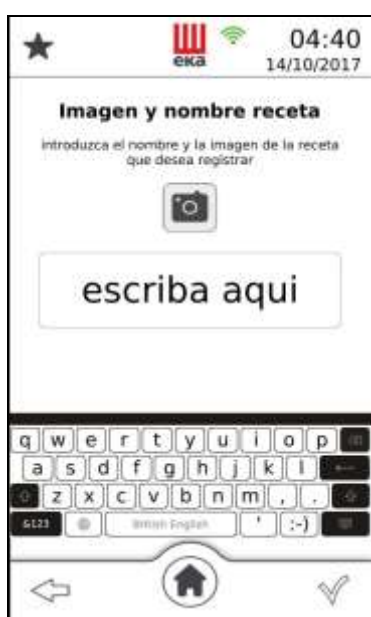 eka
04:40
14/10/2017
Imagen y nombre receta
introduzca el nombre y la imagen de la receta
que desea registrar
escriba aqui
q w e r t y u i o p
a s d f g h j k l
z x c v b n m , .
&123 British English ' :-)